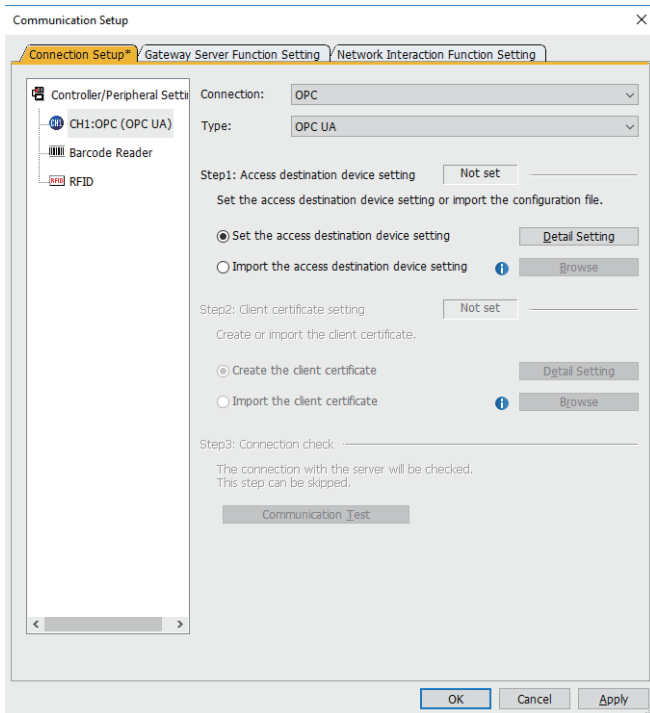 Communication Setup
Connection Setup* Gateway Server Function Setting Network Interaction Function Setting
Controller/Peripheral Setti
CH1 CH1:OPC (OPC UA)
Barcode Reader
RFID RFID
Connection: OPC
Type: OPC UA
Step1: Access destination device setting Not set
Set the access destination device setting or import the configuration file.
Set the access destination device setting Detail Setting
Import the access destination device setting Browse
Step2: Client certificate setting Not set
Create or import the client certificate.
Create the client certificate Detail Setting
Import the client certificate Browse
Step3: Connection check
The connection with the server will be checked.
This step can be skipped.
Communication Test
OK Cancel Apply